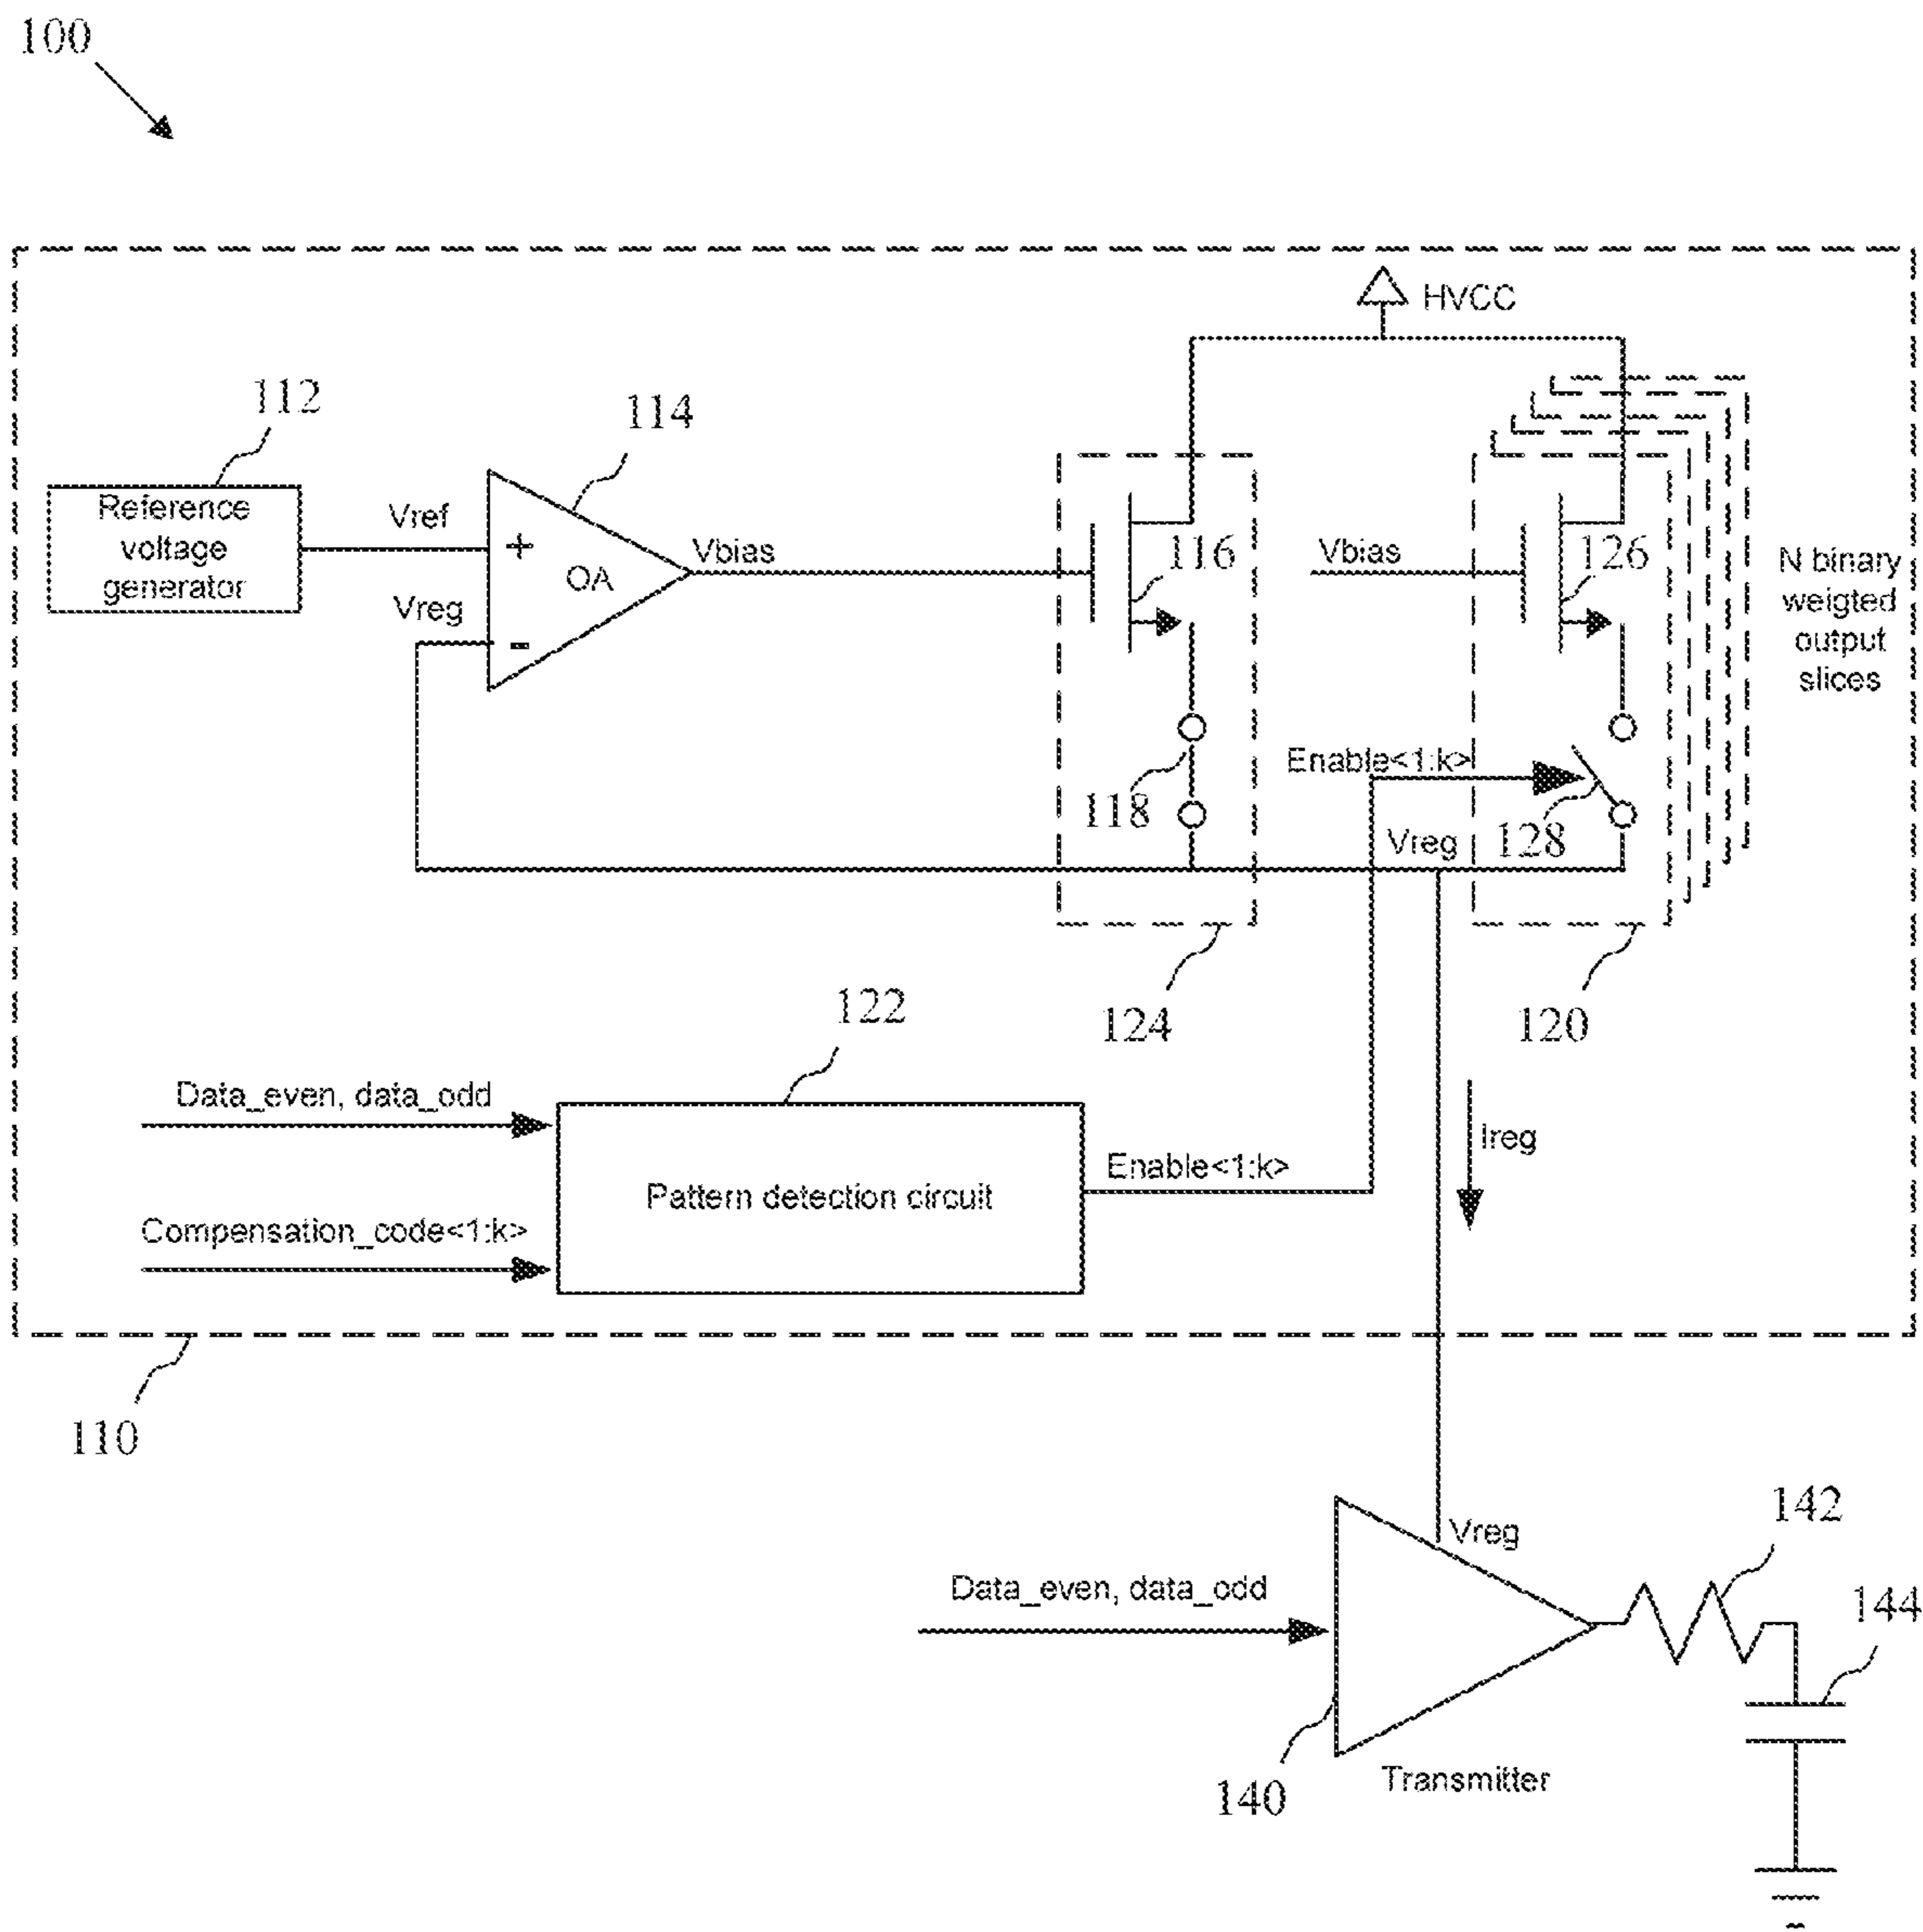 100
HVCC
112
114
Reference
voltage
generator
Vref
+
OA
Vreg
-
Vbias
116
Vbias
126
N binary
weigted
output
slices
118
Enable<1:k>
128
Vreg
124
120
122
Data_even, data_odd
Compensation_code<1:k>
Pattern detection circuit
Enable<1:k>
Ireg
110
Vreg
142
144
Data_even, data_odd
140
Transmitter